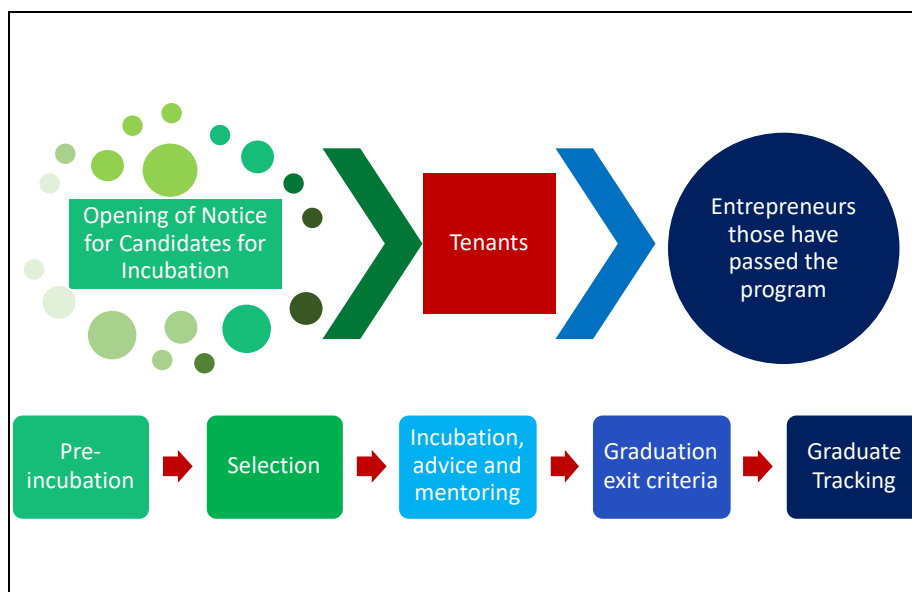 Opening of Notice
for Candidates for
Incubation
Tenants
Entrepreneurs
those have
passed the
program
Pre-
incubation
Selection
Incubation,
advice and
mentoring
Graduation
exit criteria
Graduate
Tracking